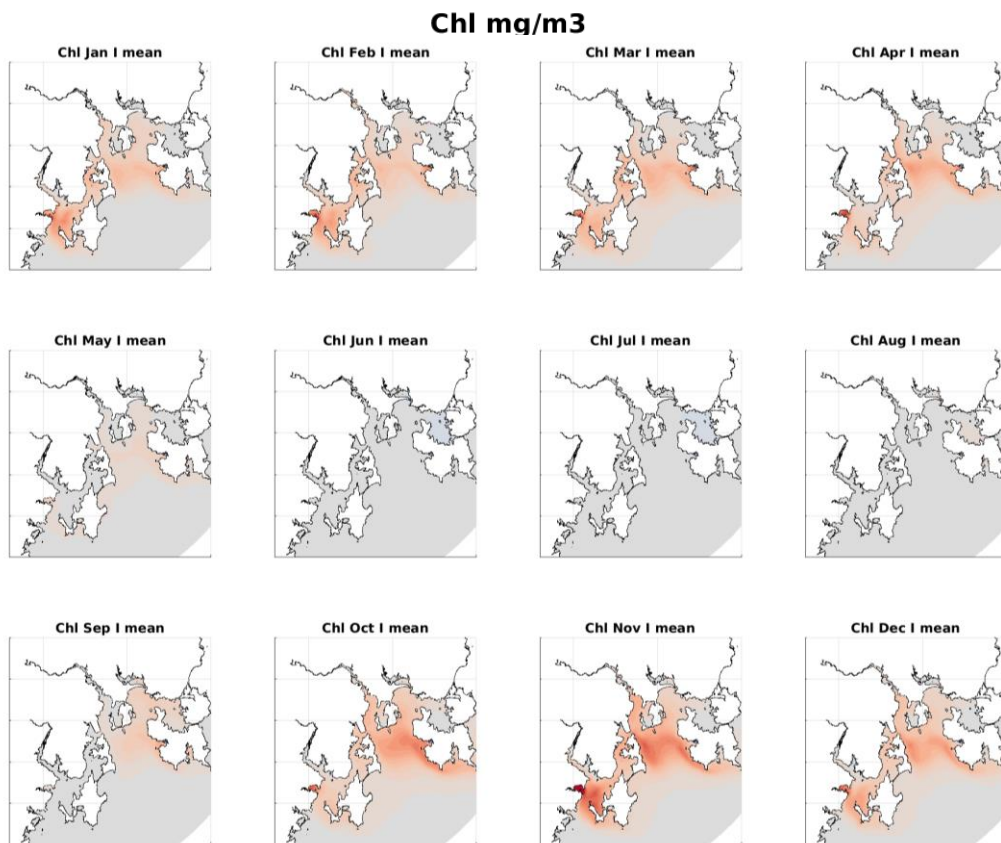 Chl mg/m3
Chl Jan I mean
Chl Feb I mean
Chl Mar I mean
Chl Apr I mean
Chl May I mean
Chl Jun I mean
Chl Jul I mean
Chl Aug I mean
Chl Sep I mean
Chl Oct I mean
Chl Nov I mean
Chl Dec I mean